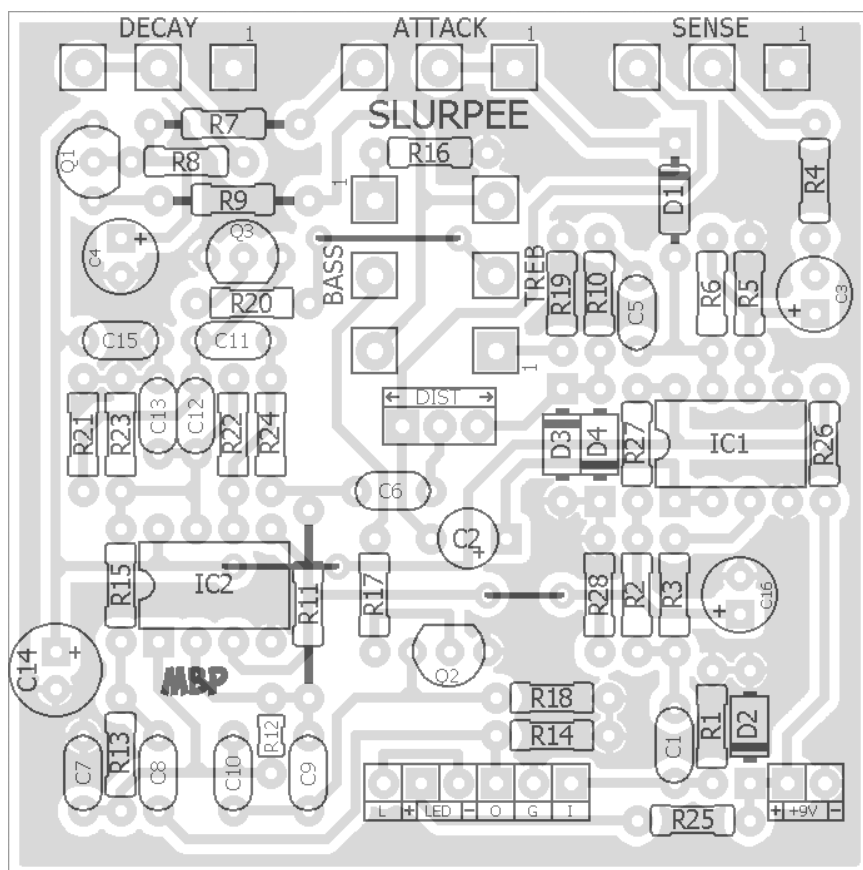 DECAY 1 ATTACK 1 SENSE 1
SLURPEE
R7
R16
Q1
R8
R4
D1
R9
1
C4 +
Q3
BASS
TREB
R19
R10
C5
R6
R5
C3
+
R20
C15
C11
1
← DIST →
R21
R23
C13
C12
R22
R24
D3
D4
R27
IC1
R26
C6
C2
+
R15
IC2
R11
R17
R28
R2
R3
C16
+
C14
+
MBP
Q2
R18
R14
R12
C7
R13
C8
C10
C9
C1
R1
D2
L + LED − O G I
+ +9V −
R25